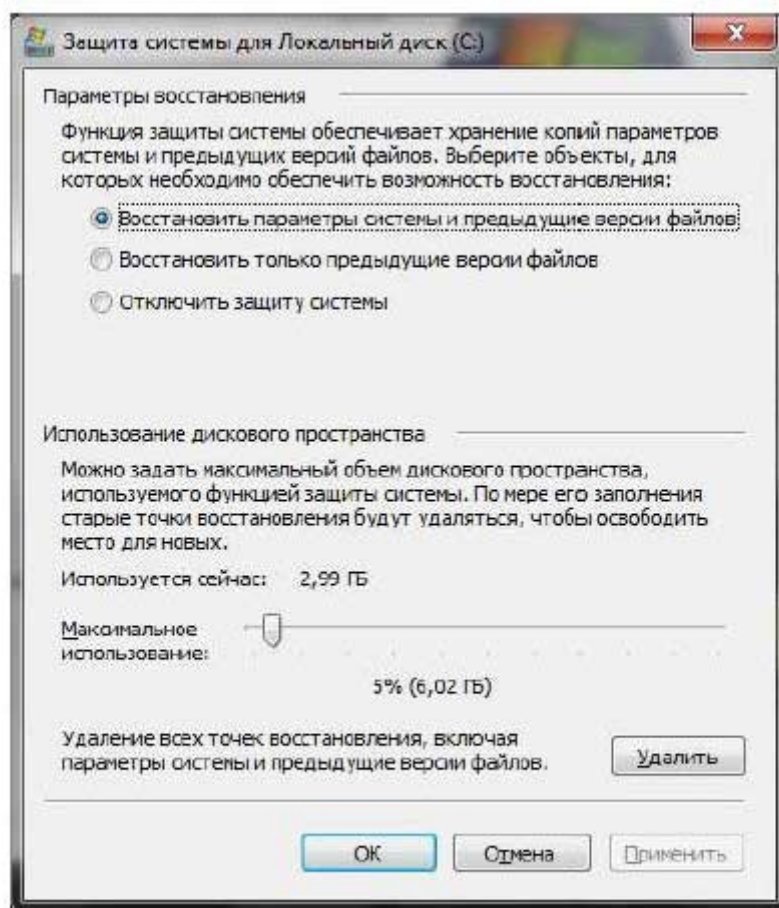 Защита системы для Локальный диск (C:)
Параметры восстановления
Функция защиты системы обеспечивает хранение копий параметров
системы и предыдущих версий файлов. Выберите объекты, для
которых необходимо обеспечить возможность восстановления:
Восстановить параметры системы и предыдущие версии файлов
Восстановить только предыдущие версии файлов
Отключить защиту системы
Использование дискового пространства
Можно задать максимальный объем дискового пространства,
используемого функцией защиты системы. По мере его заполнения
старые точки восстановления будут удаляться, чтобы освободить
место для новых.
Используется сейчас: 2,99 ГБ
Максимальное
использование:
5% (6,02 ГБ)
Удаление всех точек восстановления, включая
параметры системы и предыдущие версии файлов.
Удалить
ОК Отмена Применить